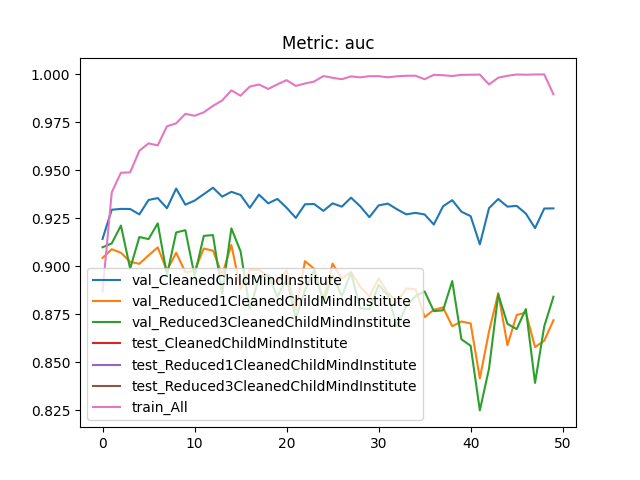 Metric: auc
1.000
0.975
0.950
0.925
0.900
0.875
0.850
0.825
val_CleanedChildMindInstitute
val_Reduced1CleanedChildMindInstitute
val_Reduced3CleanedChildMindInstitute
test_CleanedChildMindInstitute
test_Reduced1CleanedChildMindInstitute
test_Reduced3CleanedChildMindInstitute
train_All
0 10 20 30 40 50